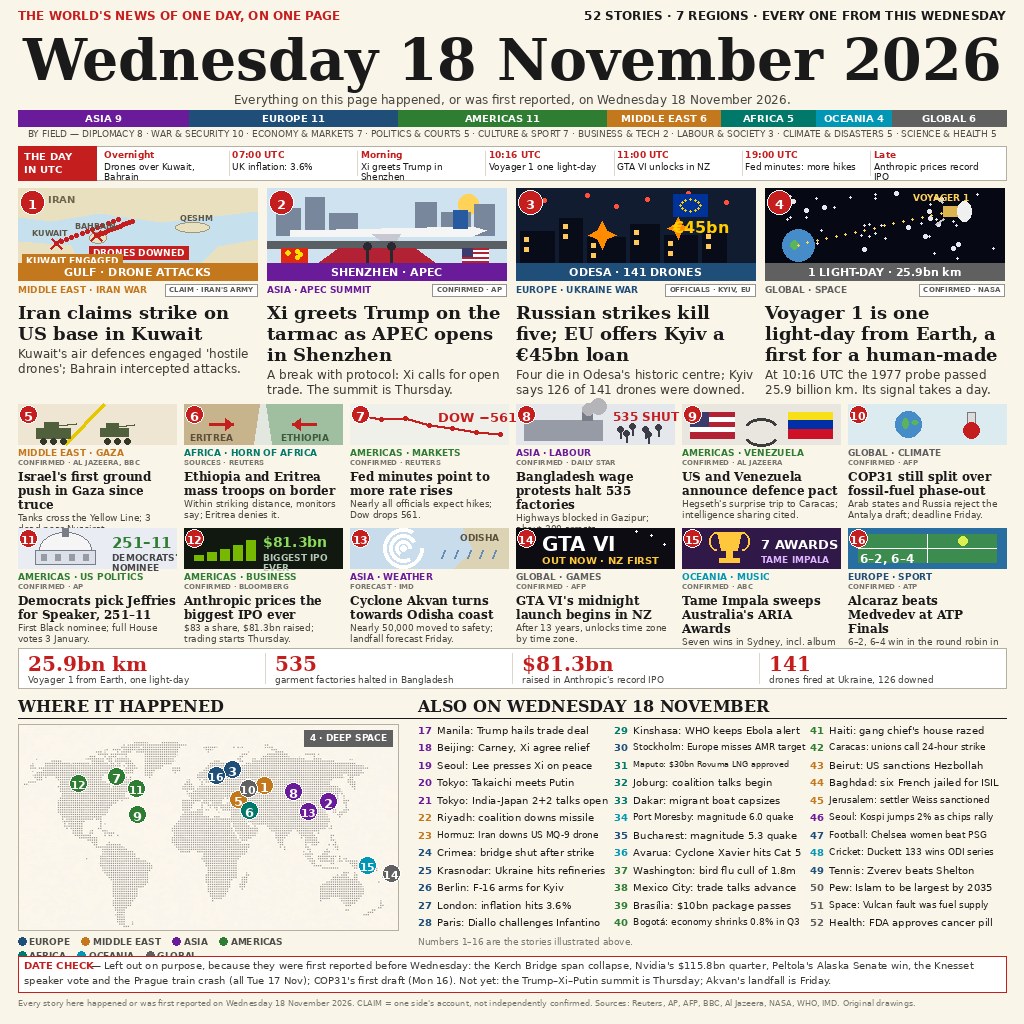 THE WORLD'S NEWS OF ONE DAY, ON ONE PAGE
52 STORIES · 7 REGIONS · EVERY ONE FROM THIS WEDNESDAY
Wednesday 18 November 2026
Everything on this page happened, or was first reported, on Wednesday 18 November 2026.
ASIA 9 EUROPE 11 AMERICAS 11 MIDDLE EAST 6 AFRICA 5 OCEANIA 4 GLOBAL 6
BY FIELD — DIPLOMACY 8 · WAR & SECURITY 10 · ECONOMY & MARKETS 7 · POLITICS & COURTS 5 · CULTURE & SPORT 7 · BUSINESS & TECH 2 · LABOUR & SOCIETY 3 · CLIMATE & DISASTERS 5 · SCIENCE & HEALTH 5
THE DAY
IN UTC
Overnight
Drones over Kuwait,
Bahrain
07:00 UTC
UK inflation: 3.6%
Morning
Xi greets Trump in
Shenzhen
10:16 UTC
Voyager 1 one light-day
11:00 UTC
GTA VI unlocks in NZ
19:00 UTC
Fed minutes: more hikes
Late
Anthropic prices record
IPO
1
IRAN
KUWAIT
BAHRAIN
QESHM
DRONES DOWNED
KUWAIT ENGAGED
GULF · DRONE ATTACKS
MIDDLE EAST · IRAN WAR
CLAIM · IRAN'S ARMY
Iran claims strike on
US base in Kuwait
Kuwait's air defences engaged 'hostile
drones'; Bahrain intercepted attacks.
2
SHENZHEN · APEC
ASIA · APEC SUMMIT
CONFIRMED · AP
Xi greets Trump on the
tarmac as APEC opens
in Shenzhen
A break with protocol: Xi calls for open
trade. The summit is Thursday.
3
€45bn
ODESA · 141 DRONES
EUROPE · UKRAINE WAR
OFFICIALS · KYIV, EU
Russian strikes kill
five; EU offers Kyiv a
€45bn loan
Four die in Odesa's historic centre; Kyiv
says 126 of 141 drones were downed.
4
VOYAGER 1
1 LIGHT-DAY · 25.9bn km
GLOBAL · SPACE
CONFIRMED · NASA
Voyager 1 is one
light-day from Earth, a
first for a human-made
At 10:16 UTC the 1977 probe passed
25.9 billion km. Its signal takes a day.
5
MIDDLE EAST · GAZA
CONFIRMED · AL JAZEERA, BBC
Israel's first ground
push in Gaza since
truce
Tanks cross the Yellow Line; 3
6
ERITREA
ETHIOPIA
AFRICA · HORN OF AFRICA
SOURCES · REUTERS
Ethiopia and Eritrea
mass troops on border
Within striking distance, monitors
say; Eritrea denies it.
7
DOW −561
AMERICAS · MARKETS
CONFIRMED · REUTERS
Fed minutes point to
more rate rises
Nearly all officials expect hikes;
Dow drops 561.
8
535 SHUT
ASIA · LABOUR
CONFIRMED · DAILY STAR
Bangladesh wage
protests halt 535
factories
Highways blocked in Gazipur;
9
AMERICAS · VENEZUELA
CONFIRMED · AL JAZEERA
US and Venezuela
announce defence pact
Hegseth's surprise trip to Caracas;
intelligence sharing cited.
10
GLOBAL · CLIMATE
CONFIRMED · AFP
COP31 still split over
fossil-fuel phase-out
Arab states and Russia reject the
Antalya draft; deadline Friday.
11
251–11
DEMOCRATS'
NOMINEE
AMERICAS · US POLITICS
CONFIRMED · AP
Democrats pick Jeffries
for Speaker, 251–11
First Black nominee; full House
votes 3 January.
12
$81.3bn
BIGGEST IPO
EVER
AMERICAS · BUSINESS
CONFIRMED · BLOOMBERG
Anthropic prices the
biggest IPO ever
$83 a share, $81.3bn raised;
trading starts Thursday.
13
ODISHA
ASIA · WEATHER
FORECAST · IMD
Cyclone Akvan turns
towards Odisha coast
Nearly 50,000 moved to safety;
landfall forecast Friday.
14
GTA VI
OUT NOW · NZ FIRST
GLOBAL · GAMES
CONFIRMED · AFP
GTA VI's midnight
launch begins in NZ
After 13 years, unlocks time zone
by time zone.
15
7 AWARDS
TAME IMPALA
OCEANIA · MUSIC
CONFIRMED · ABC
Tame Impala sweeps
Australia's ARIA
Awards
Seven wins in Sydney, incl. album
16
6–2, 6–4
EUROPE · SPORT
CONFIRMED · ATP
Alcaraz beats
Medvedev at ATP
Finals
6–2, 6–4 win in the round robin in
25.9bn km
Voyager 1 from Earth, one light-day
535
garment factories halted in Bangladesh
$81.3bn
raised in Anthropic's record IPO
141
drones fired at Ukraine, 126 downed
WHERE IT HAPPENED
4 · DEEP SPACE
12
7
11
9
16
3
10
1
5
6
8
2
13
15
14
EUROPE MIDDLE EAST ASIA AMERICAS
AFRICA OCEANIA GLOBAL
ALSO ON WEDNESDAY 18 NOVEMBER
17 Manila: Trump hails trade deal
18 Beijing: Carney, Xi agree relief
19 Seoul: Lee presses Xi on peace
20 Tokyo: Takaichi meets Putin
21 Tokyo: India-Japan 2+2 talks open
22 Riyadh: coalition downs missile
23 Hormuz: Iran downs US MQ-9 drone
24 Crimea: bridge shut after strike
25 Krasnodar: Ukraine hits refineries
26 Berlin: F-16 arms for Kyiv
27 London: inflation hits 3.6%
28 Paris: Diallo challenges Infantino
29 Kinshasa: WHO keeps Ebola alert
30 Stockholm: Europe misses AMR target
31 Maputo: $30bn Rovuma LNG approved
32 Joburg: coalition talks begin
33 Dakar: migrant boat capsizes
34 Port Moresby: magnitude 6.0 quake
35 Bucharest: magnitude 5.3 quake
36 Avarua: Cyclone Xavier hits Cat 5
37 Washington: bird flu cull of 1.8m
38 Mexico City: trade talks advance
39 Brasília: $10bn package passes
40 Bogotá: economy shrinks 0.8% in Q3
41 Haiti: gang chief's house razed
42 Caracas: unions call 24-hour strike
43 Beirut: US sanctions Hezbollah
44 Baghdad: six French jailed for ISIL
45 Jerusalem: settler Weiss sanctioned
46 Seoul: Kospi jumps 2% as chips rally
47 Football: Chelsea women beat PSG
48 Cricket: Duckett 133 wins ODI series
49 Tennis: Zverev beats Shelton
50 Pew: Islam to be largest by 2035
51 Space: Vulcan fault was fuel supply
52 Health: FDA approves cancer pill
Numbers 1–16 are the stories illustrated above.
DATE CHECK — Left out on purpose, because they were first reported before Wednesday: the Kerch Bridge span collapse, Nvidia's $115.8bn quarter, Peltola's Alaska Senate win, the Knesset
speaker vote and the Prague train crash (all Tue 17 Nov); COP31's first draft (Mon 16). Not yet: the Trump–Xi–Putin summit is Thursday; Akvan's landfall is Friday.
Every story here happened or was first reported on Wednesday 18 November 2026. CLAIM = one side's account, not independently confirmed. Sources: Reuters, AP, AFP, BBC, Al Jazeera, NASA, WHO, IMD. Original drawings.